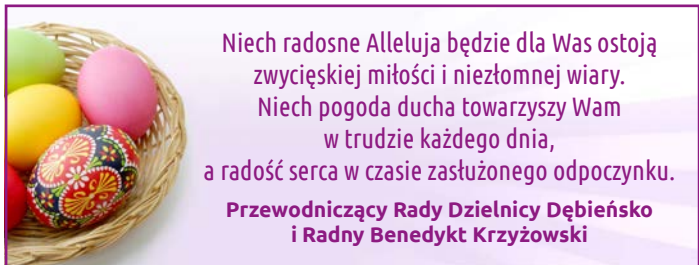 Niech radosne Alleluja będzie dla Was ostoją
zwycięskiej miłości i niezłomnej wiary.
Niech pogoda ducha towarzyszy Wam
w trudzie każdego dnia,
a radość serca w czasie zasłużonego odpoczynku.
Przewodniczący Rady Dzielnicy Dębieńsko
i Radny Benedykt Krzyżowski